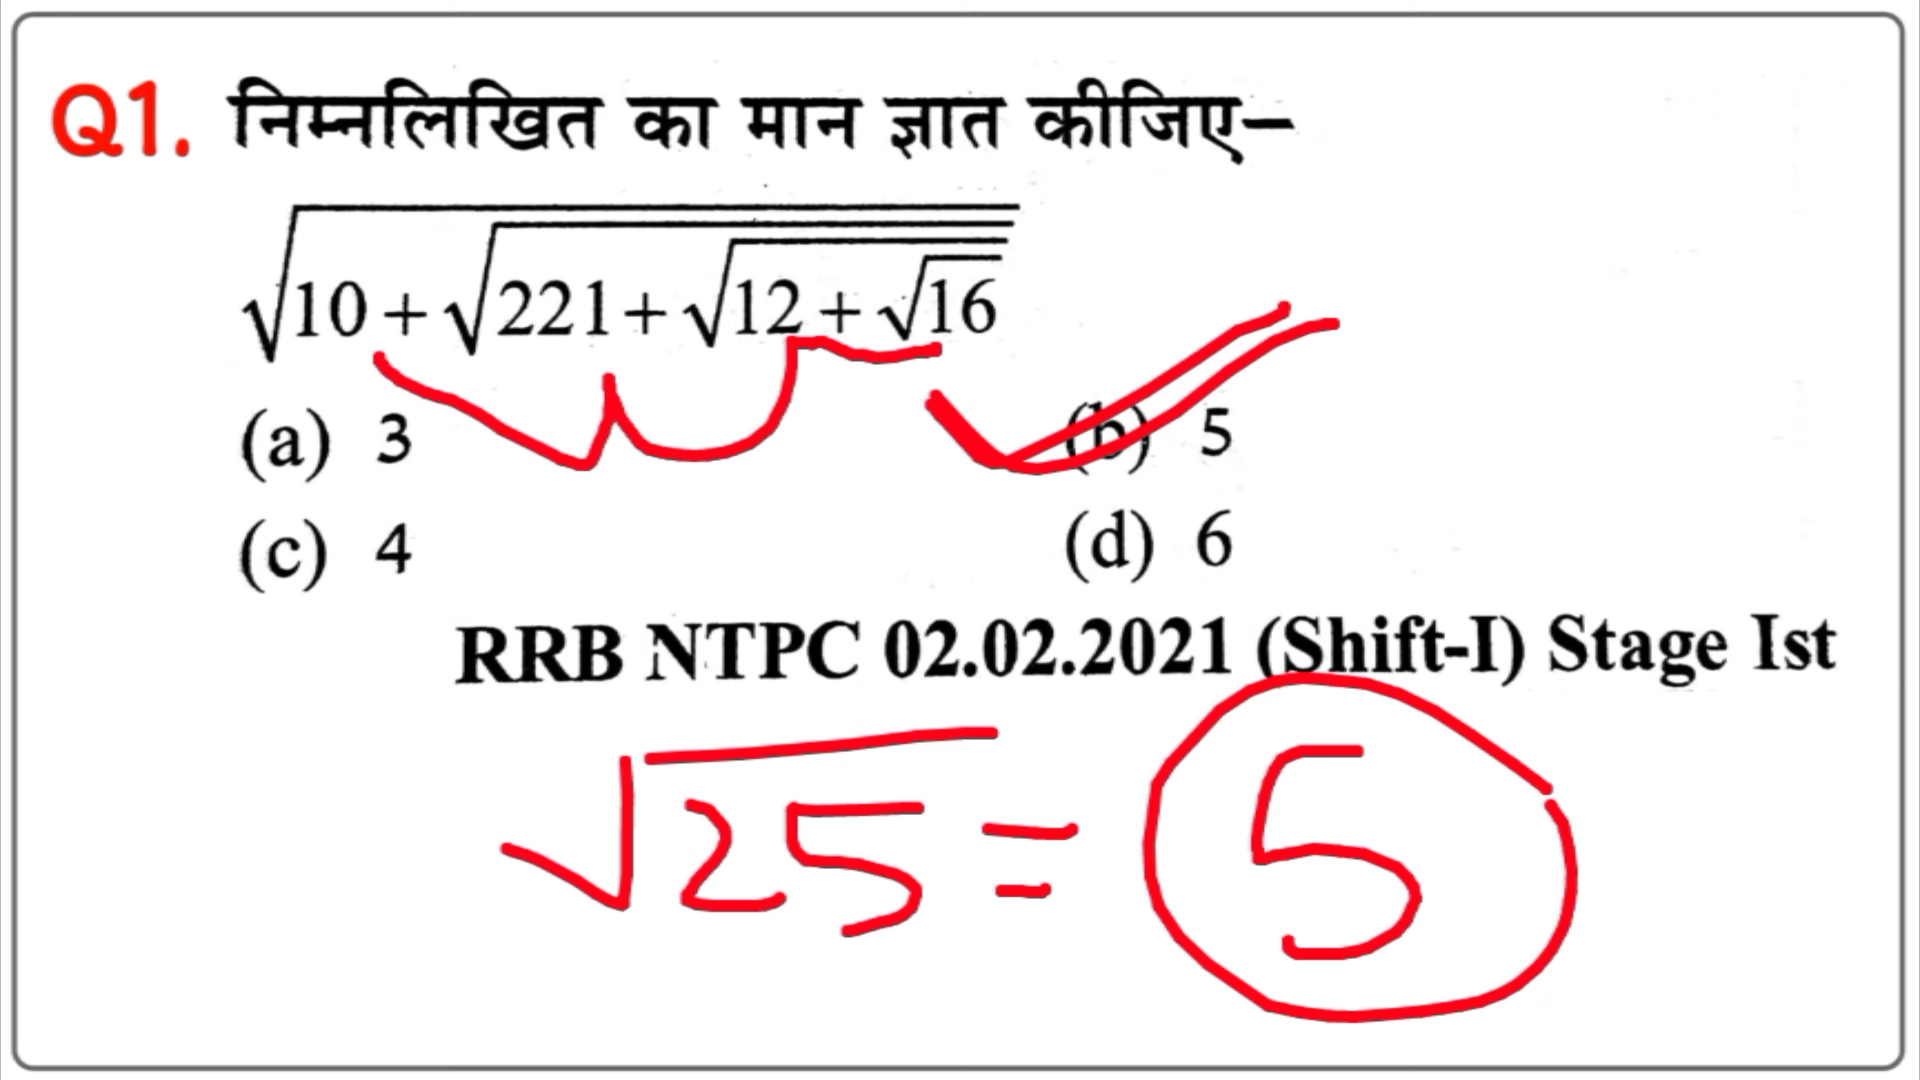 Q1. निम्नलिखित का मान ज्ञात कीजिए–
√10 + √221 + √12 + √16
(a) 3 (b) 5
(c) 4 (d) 6
RRB NTPC 02.02.2021 (Shift-I) Stage Ist
√25 = 5